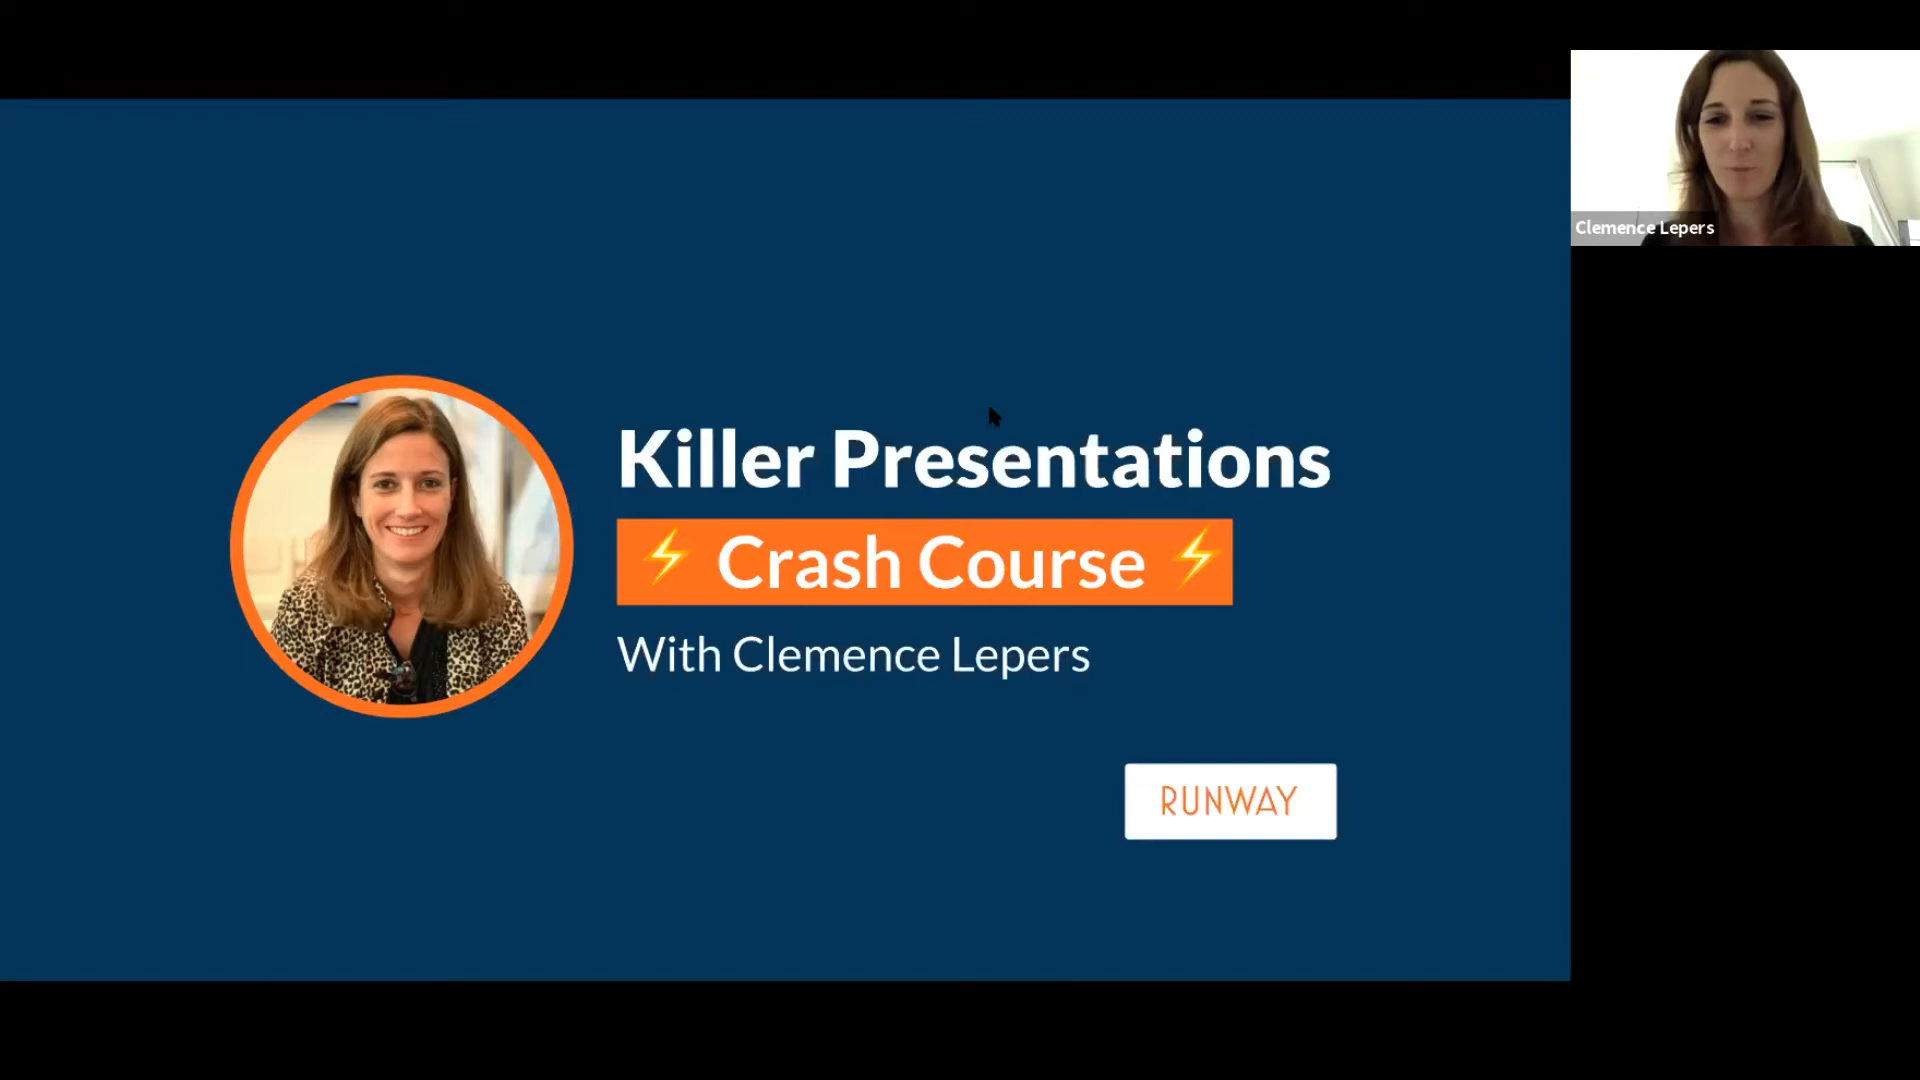 Killer Presentations
⚡ Crash Course ⚡
With Clemence Lepers
RUNWAY
Clemence Lepers